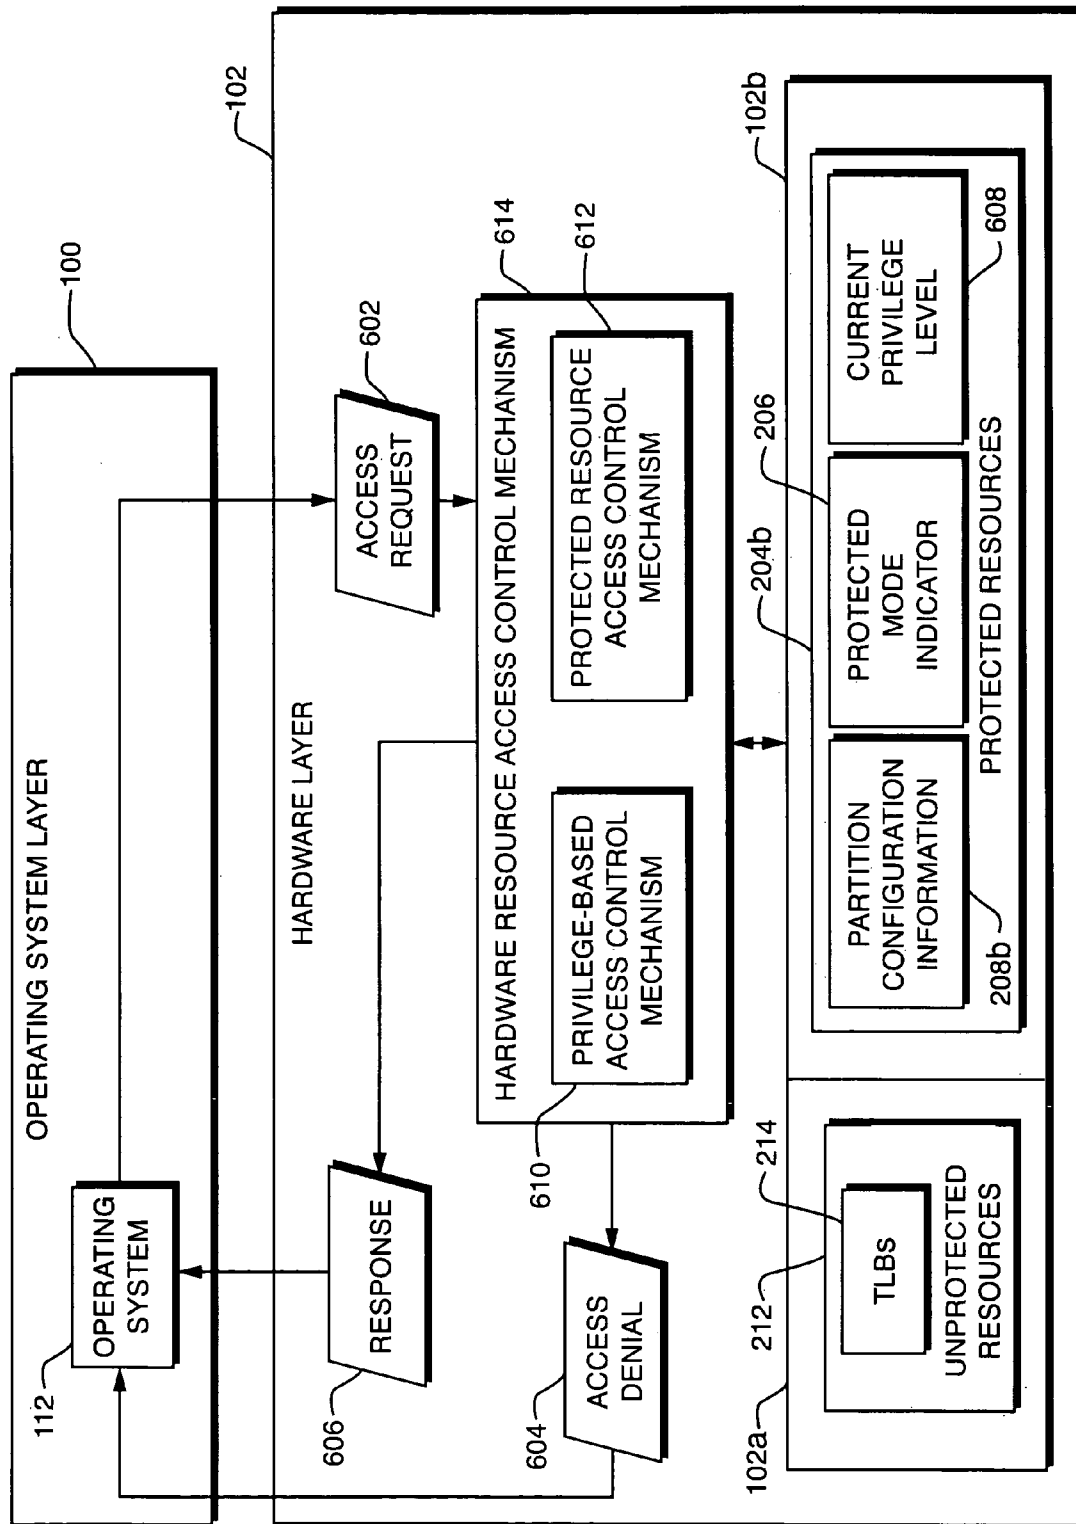 OPERATING SYSTEM LAYER
100
112
OPERATING
SYSTEM
102
HARDWARE LAYER
606
RESPONSE
ACCESS
REQUEST
602
604
ACCESS
DENIAL
610
HARDWARE RESOURCE ACCESS CONTROL MECHANISM
614
PRIVILEGE-BASED
ACCESS CONTROL
MECHANISM
PROTECTED RESOURCE
ACCESS CONTROL
MECHANISM
612
102a
212
214
TLBs
UNPROTECTED
RESOURCES
204b
206
102b
PARTITION
CONFIGURATION
INFORMATION
208b
PROTECTED
MODE
INDICATOR
CURRENT
PRIVILEGE
LEVEL
608
PROTECTED RESOURCES